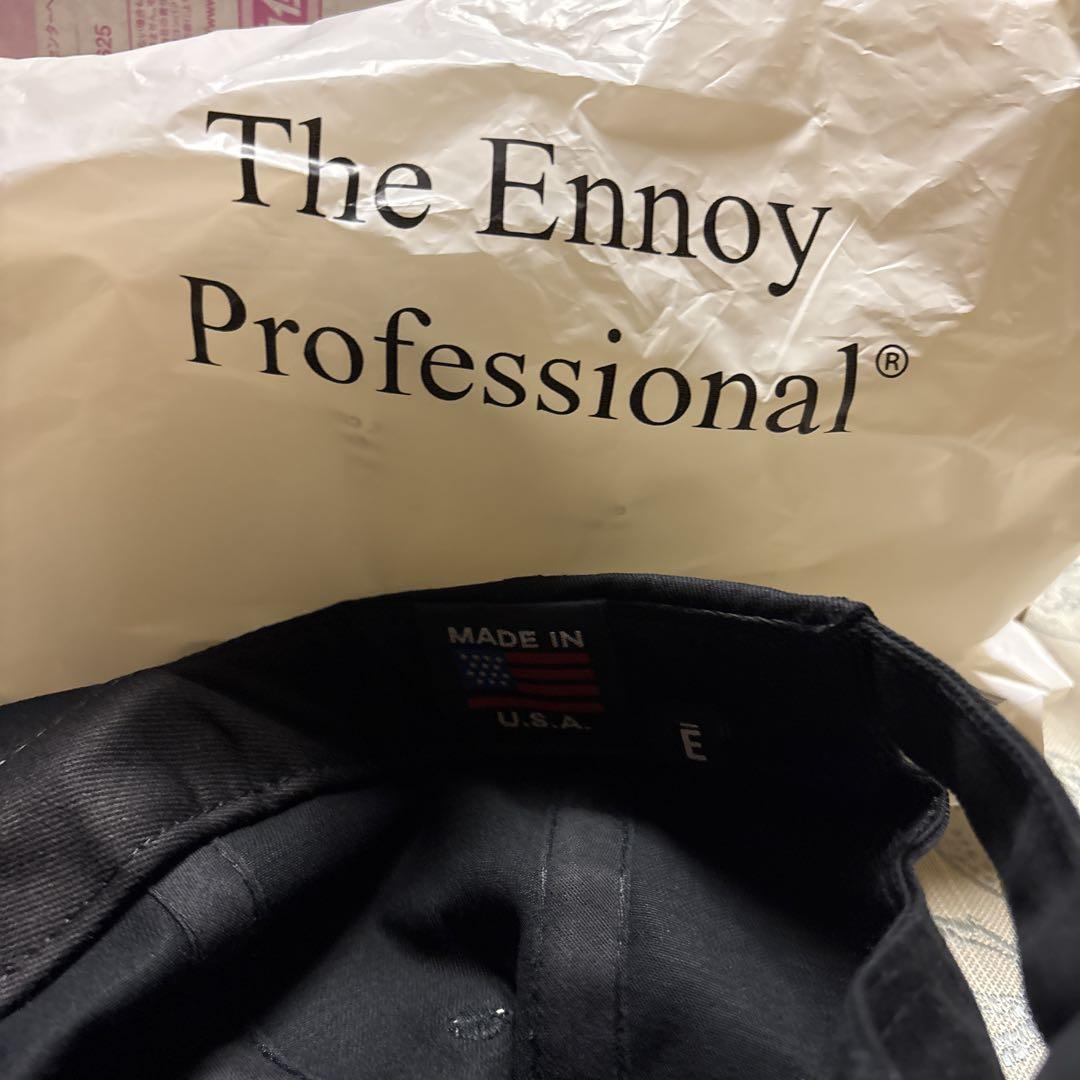 The Ennoy
Professional®
MADE IN
U.S.A.
Ē